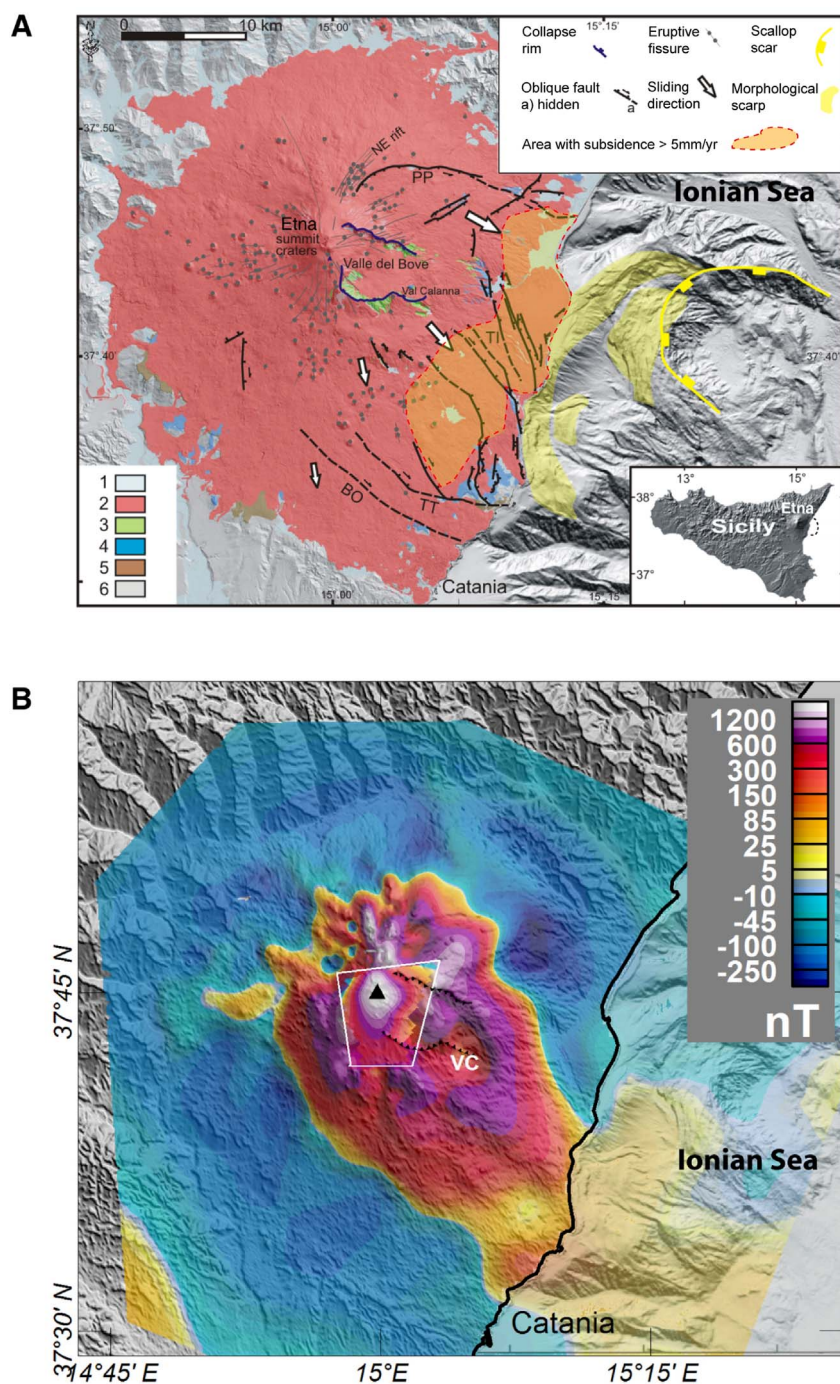 A
0 10 km
15°.15'
Collapse rim
Eruptive fissure
Scallop scar
Oblique fault
a) hidden
a
Sliding direction
Morphological scarp
Area with subsidence > 5mm/yr
37°.50'
NE rift
PP
Ionian Sea
Etna
summit craters
Valle del Bove
Val Calanna
37°.40'
37°.40'
TI
BO
TT
1
2
3
4
5
6
13°
15°
38°
Etna
Sicily
37°
Catania
15°.00'
15°.15'
B
1200
600
300
150
85
25
5
-10
-45
-100
-250
nT
37°45' N
VC
Ionian Sea
37°30' N
Catania
14°45' E
15°E
15°15' E